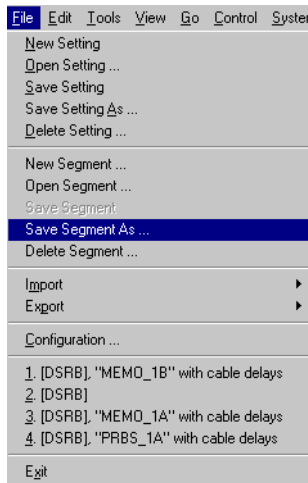 File Edit Tools View Go Control System
New Setting
Open Setting ...
Save Setting
Save Setting As ...
Delete Setting ...
New Segment ...
Open Segment ...
Save Segment
Save Segment As ...
Delete Segment ...
Import
Export
Configuration ...
1. [DSRB], "MEMO_1B" with cable delays
2. [DSRB]
3. [DSRB], "MEMO_1A" with cable delays
4. [DSRB], "PRBS_1A" with cable delays
Exit